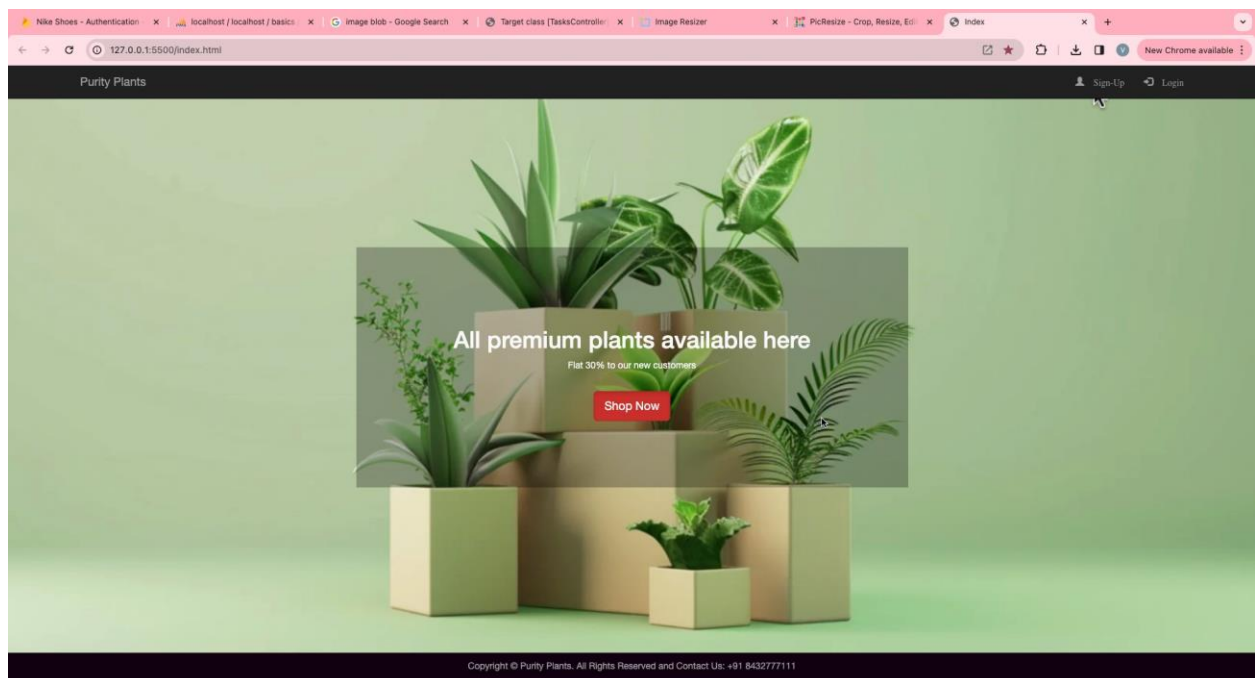 Nike Shoes - Authentication
localhost / localhost / basics
image blob - Google Search
Target class [TasksController
Image Resizer
PicResize - Crop, Resize, Edi
Index
127.0.0.1:5500/index.html
V
New Chrome available
Purity Plants
Sign-Up
Login
All premium plants available here
Flat 30% to our new customers
Shop Now
Copyright © Purity Plants. All Rights Reserved and Contact Us: +91 8432777111